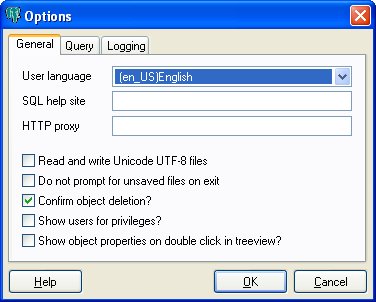 Options
General
Query
Logging
User language
(en_US)English
SQL help site
HTTP proxy
Read and write Unicode UTF-8 files
Do not prompt for unsaved files on exit
Confirm object deletion?
Show users for privileges?
Show object properties on double click in treeview?
Help
OK
Cancel